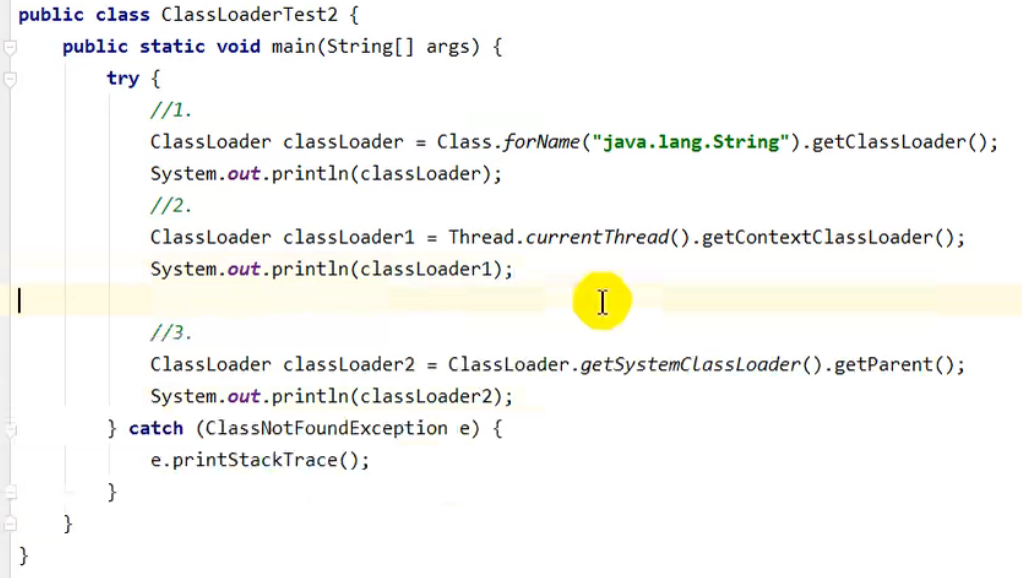 public class ClassLoaderTest2 {
    public static void main(String[] args) {
        try {
            //1.
            ClassLoader classLoader = Class.forName("java.lang.String").getClassLoader();
            System.out.println(classLoader);
            //2.
            ClassLoader classLoader1 = Thread.currentThread().getContextClassLoader();
            System.out.println(classLoader1);
            //3.
            ClassLoader classLoader2 = ClassLoader.getSystemClassLoader().getParent();
            System.out.println(classLoader2);
        } catch (ClassNotFoundException e) {
            e.printStackTrace();
        }
    }
}